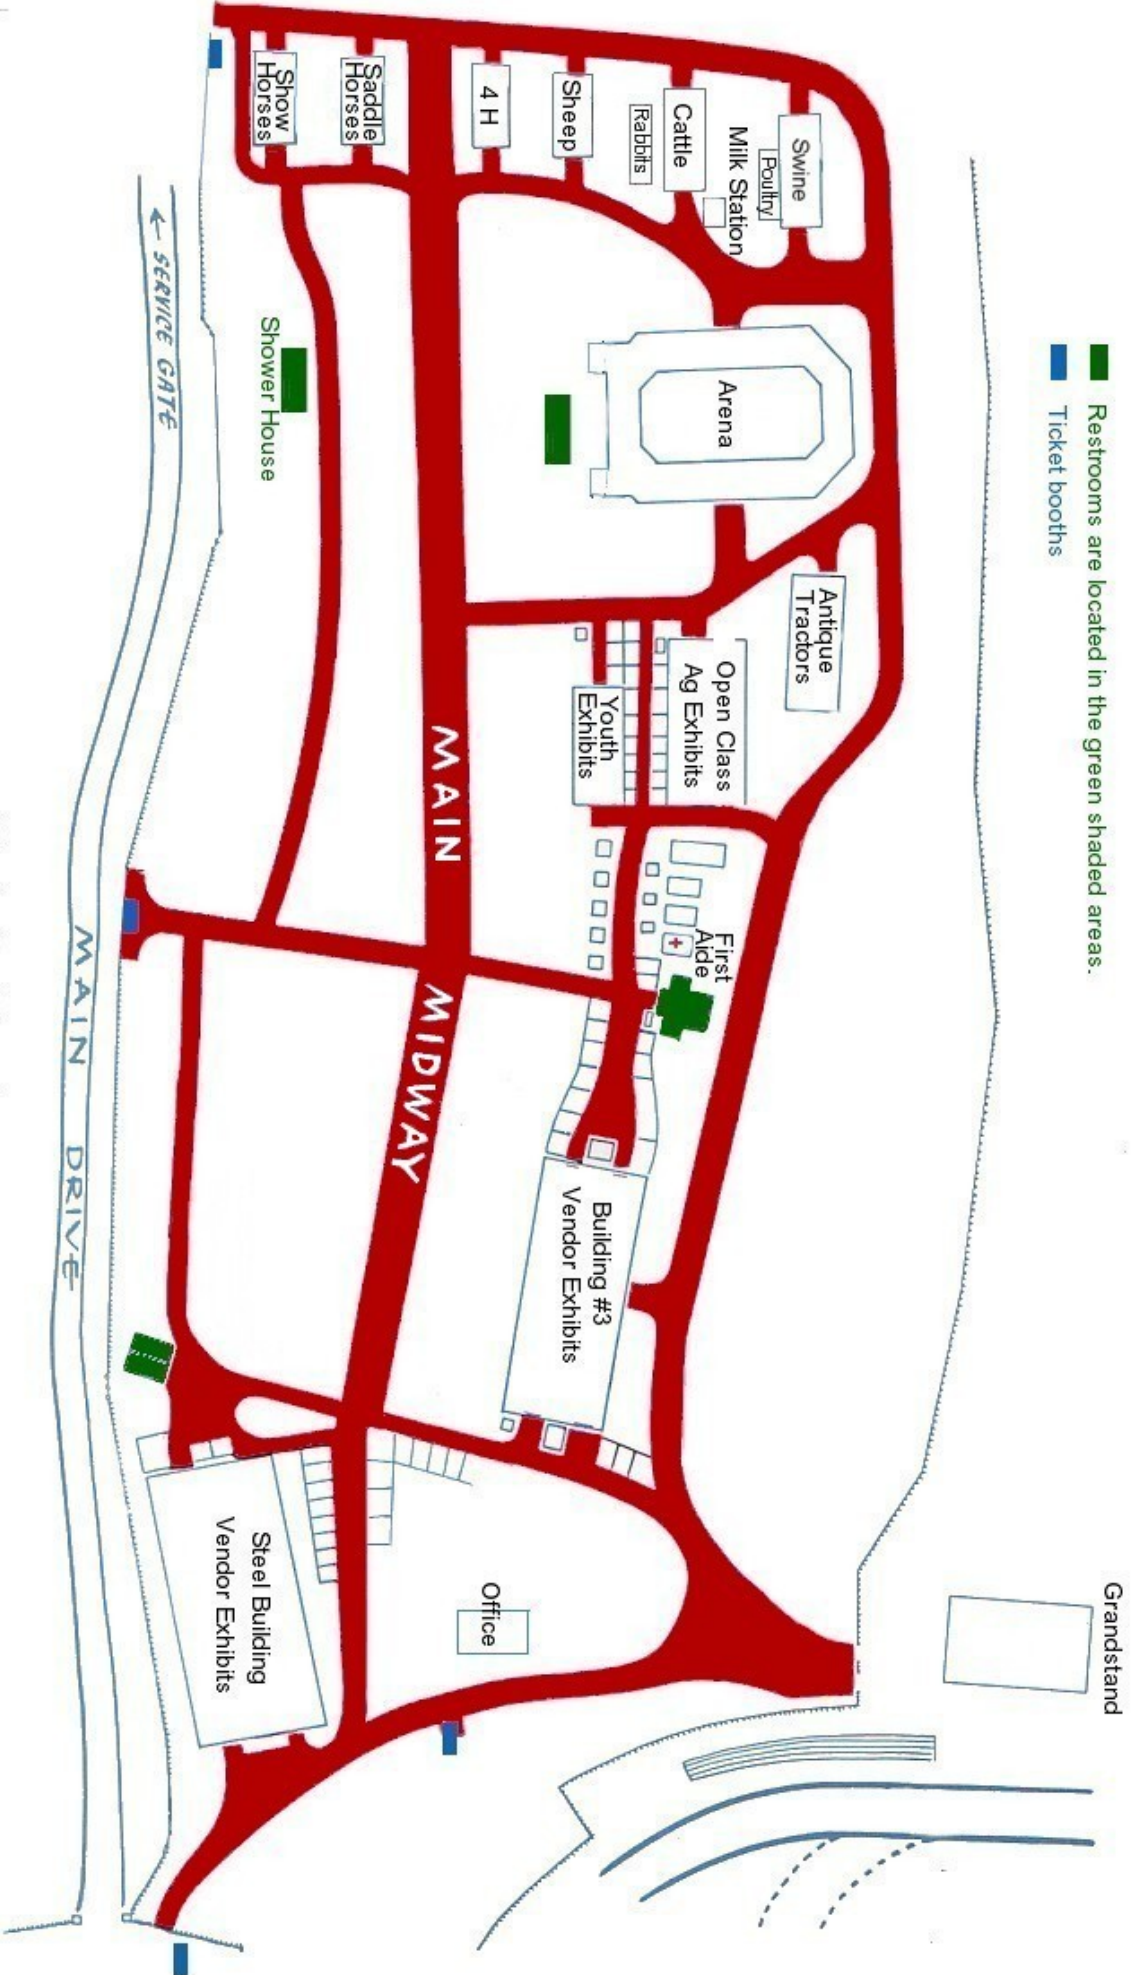 Restrooms are located in the green shaded areas.
Ticket booths
Grandstand
Swine
Poultry
Milk Station
Cattle
Rabbits
Sheep
4 H
Saddle
Horses
Show
Horses
Arena
Antique
Tractors
Open Class
Ag Exhibits
Youth
Exhibits
First
Aide
Building #3
Vendor Exhibits
Office
MAIN MIDWAY
Shower House
Steel Building
Vendor Exhibits
← SERVICE GATE
MAIN DRIVE